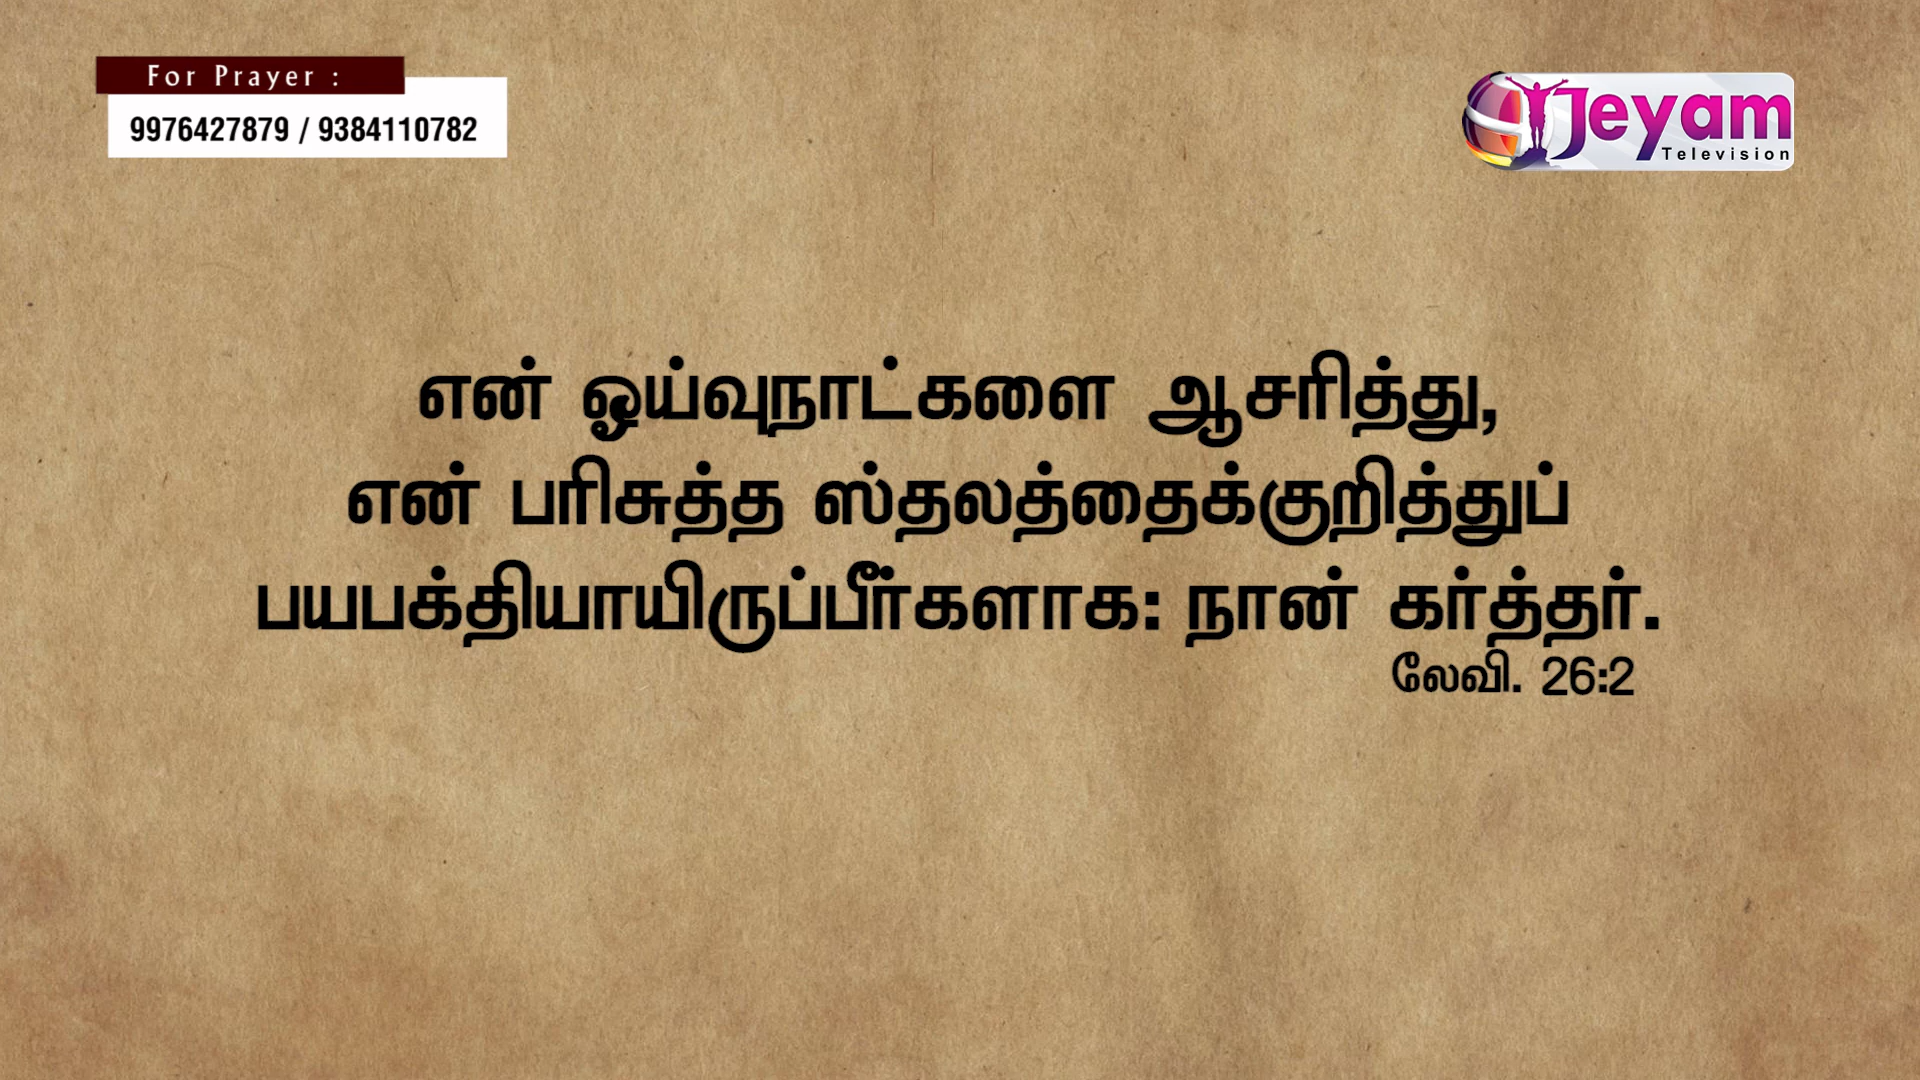 For Prayer :
9976427879 / 9384110782
Jeyam
Television
என் ஓய்வுநாட்களை ஆசரித்து,
என் பரிசுத்த ஸ்தலத்தைக்குறித்துப்
பயபக்தியாயிருப்பீர்களாக: நான் கர்த்தர்.
லேவி. 26:2